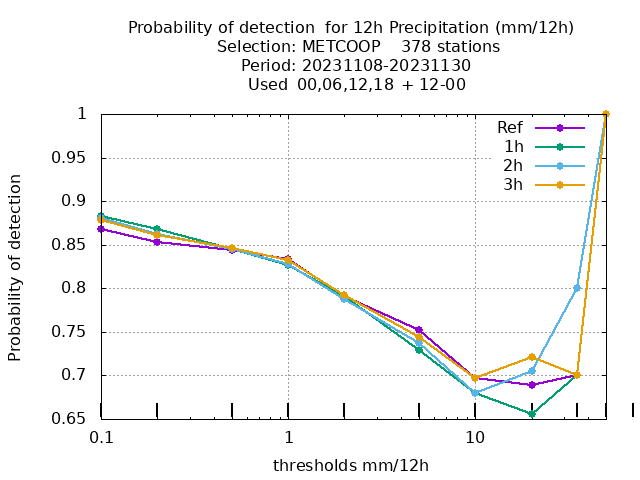 Probability of detection  for 12h Precipitation (mm/12h)
Selection: METCOOP    378 stations
Period: 20231108-20231130
Used  00,06,12,18  + 12-00
Probability of detection
1
0.95
0.9
0.85
0.8
0.75
0.7
0.65
Ref
1h
2h
3h
0.1 1 10
thresholds mm/12h